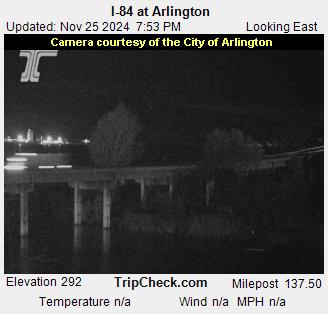 I-84 at Arlington
Updated: Nov 25 2024 7:53 PM Looking East
Camera courtesy of the City of Arlington
Elevation 292 TripCheck.com Milepost 137.50
Temperature n/a Wind n/a MPH n/a